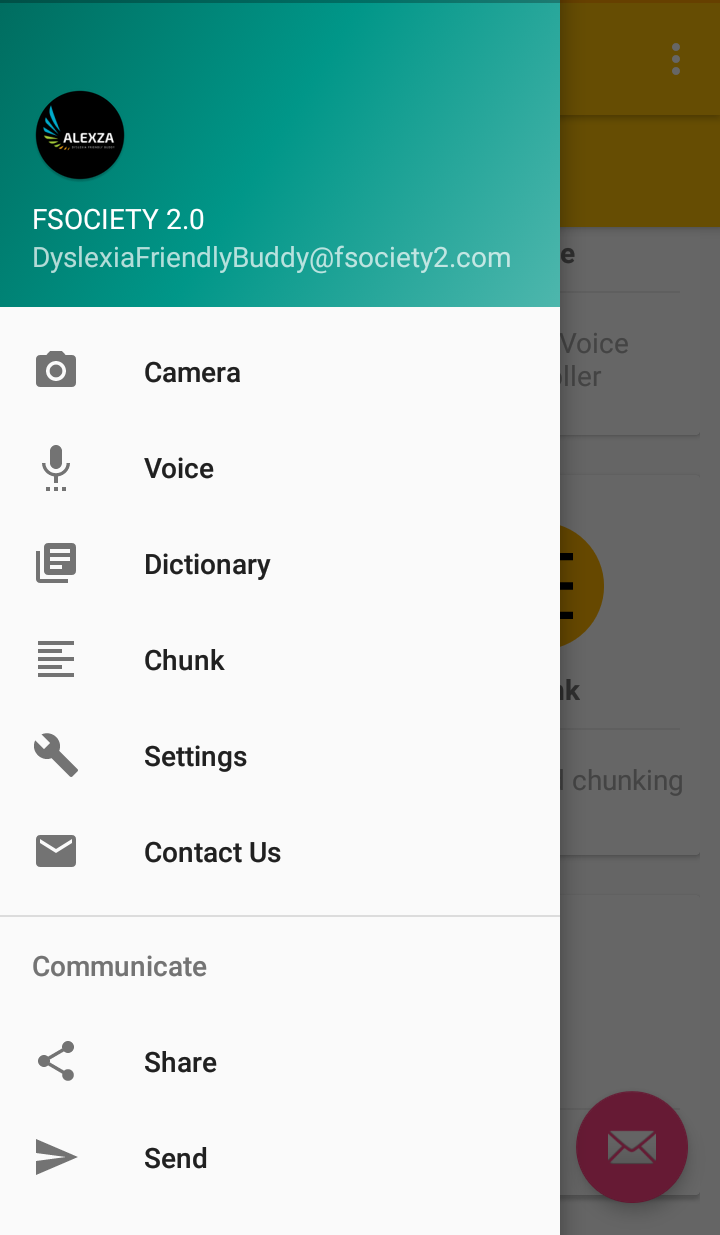 ALEXZA
FSOCIETY 2.0
DyslexiaFriendlyBuddy@fsociety2.com
Camera
Voice
Dictionary
Chunk
Settings
Contact Us
Communicate
Share
Send
e
Voice
ller
nk
chunking